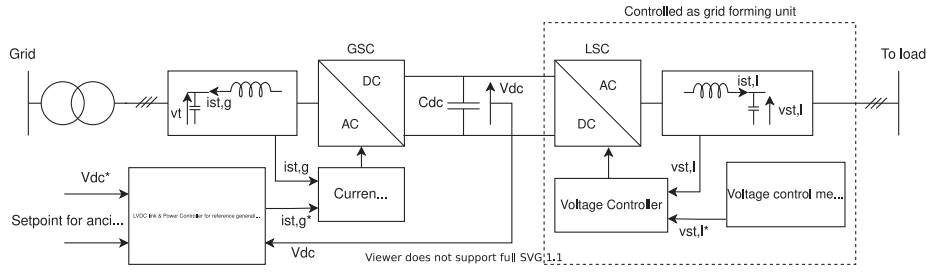 Controlled as grid forming unit
Grid
GSC
LSC
To load
DC
AC
Cdc
Vdc
AC
DC
ist,g
vt
ist,l
vst,l
ist,g
vst,l
Vdc*
LVDC link & Power Controller for reference generati...
Curren...
Voltage Controller
Voltage control me...
Setpoint for anci...
ist,g*
vst,l*
Vdc
Viewer does not support full SVG 1.1